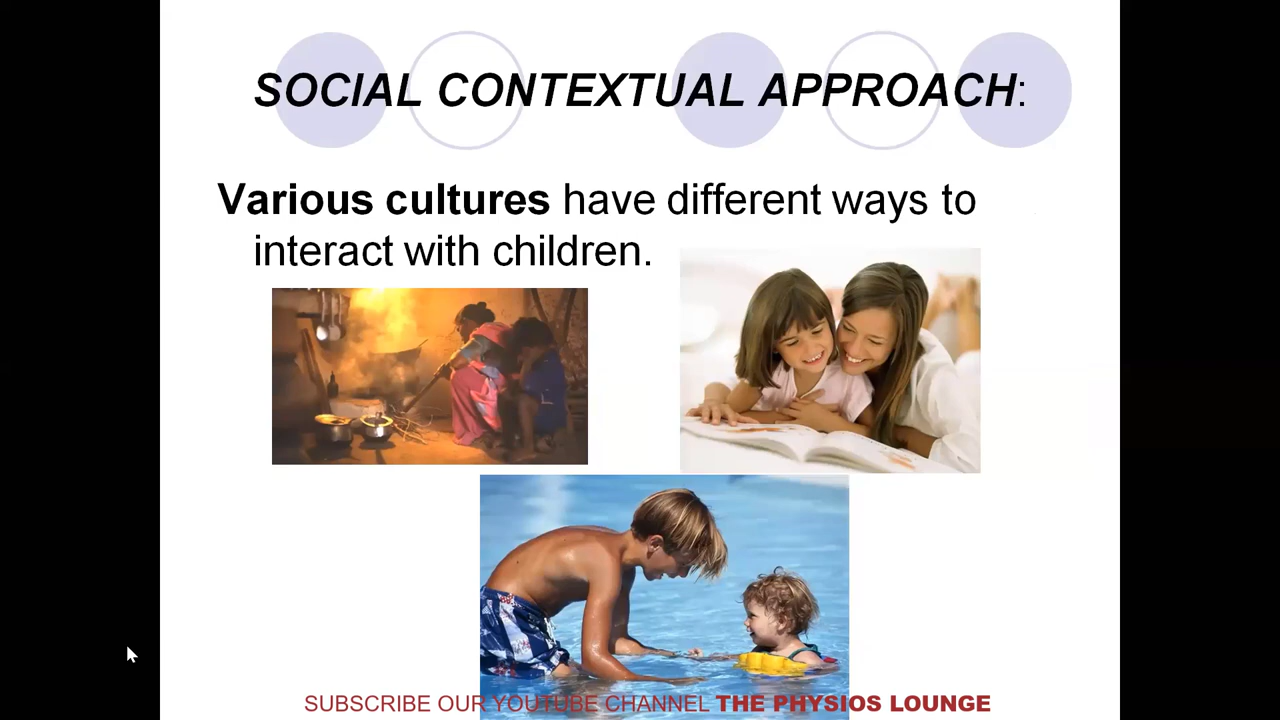 SOCIAL CONTEXTUAL APPROACH:
Various cultures have different ways to
interact with children.
SUBSCRIBE OUR YOUTUBE CHANNEL THE PHYSIOS LOUNGE